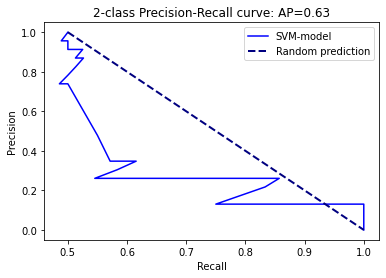 2-class Precision-Recall curve: AP=0.63
SVM-model
Random prediction
Precision
1.0
0.8
0.6
0.4
0.2
0.0
0.5
0.6
0.7
0.8
0.9
1.0
Recall